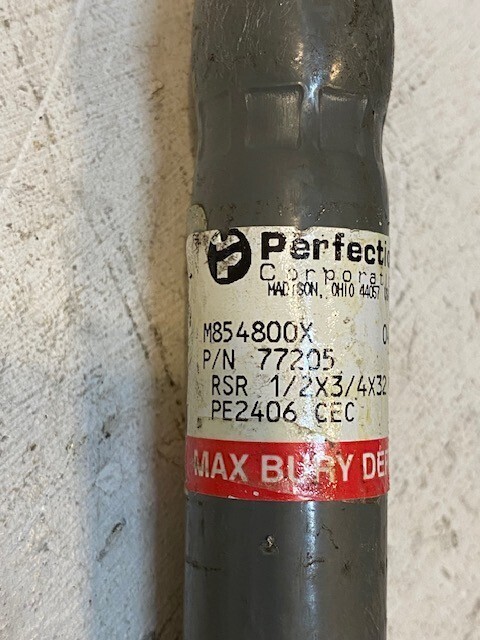 Perfecti
Corporat
MADISON, OHIO 44057
M854800X
P/N 77205
RSR 1/2X3/4X32
PE2406 CEC
MAX BURY DE